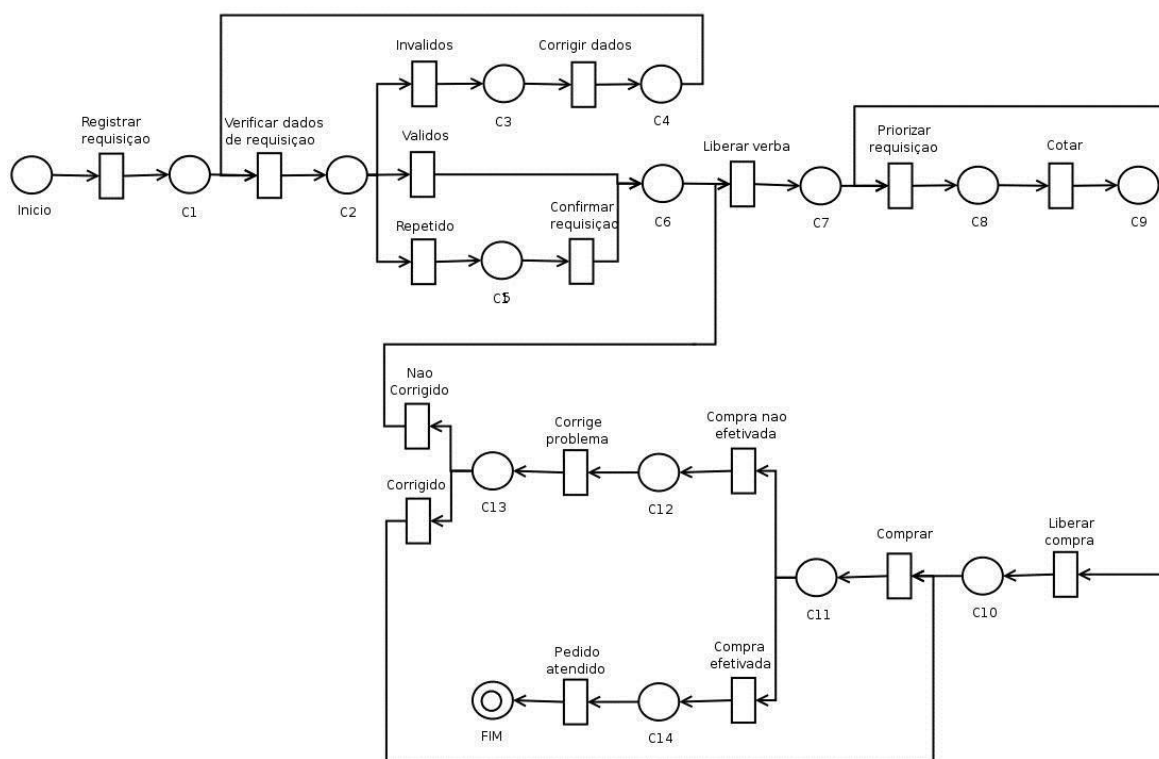 Invalidos
Corrigir dados
C3
C4
Registrar
requisiçao
Verificar dados
de requisiçao
Validos
Liberar verba
Priorizar
requisiçao
Cotar
Inicio
C1
C2
C6
C7
C8
C9
Repetido
Confirmar
requisiçao
C15
Nao
Corrigido
Corrige
problema
Compra nao
efetivada
Corrigido
C13
C12
Comprar
Liberar
compra
C11
C10
Pedido
atendido
Compra
efetivada
FIM
C14